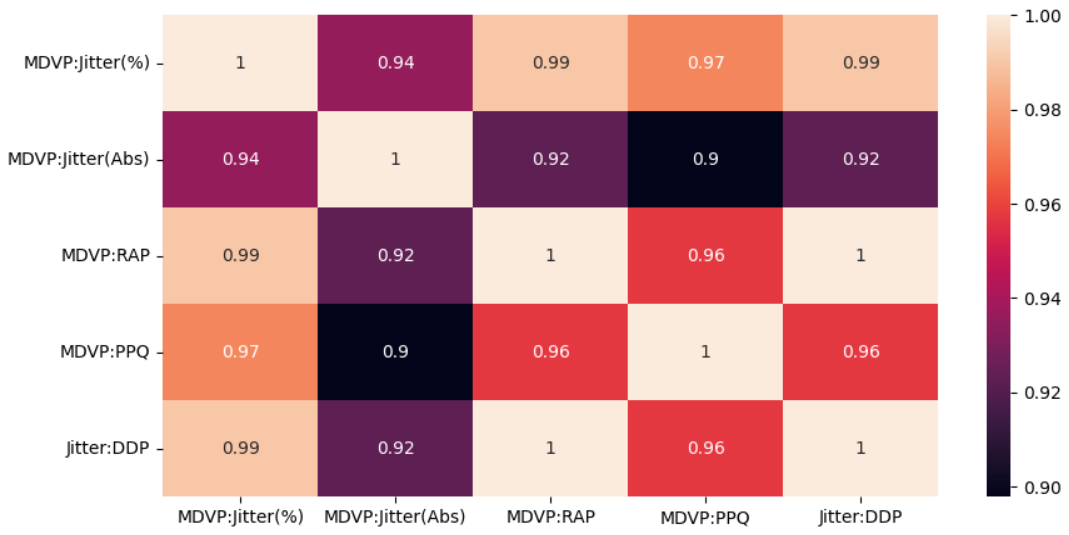 MDVP:Jitter(%) 1 0.94 0.99 0.97 0.99
MDVP:Jitter(Abs) 0.94 1 0.92 0.9 0.92
MDVP:RAP 0.99 0.92 1 0.96 1
MDVP:PPQ 0.97 0.9 0.96 1 0.96
Jitter:DDP 0.99 0.92 1 0.96 1
MDVP:Jitter(%) MDVP:Jitter(Abs) MDVP:RAP MDVP:PPQ Jitter:DDP
1.00
0.98
0.96
0.94
0.92
0.90